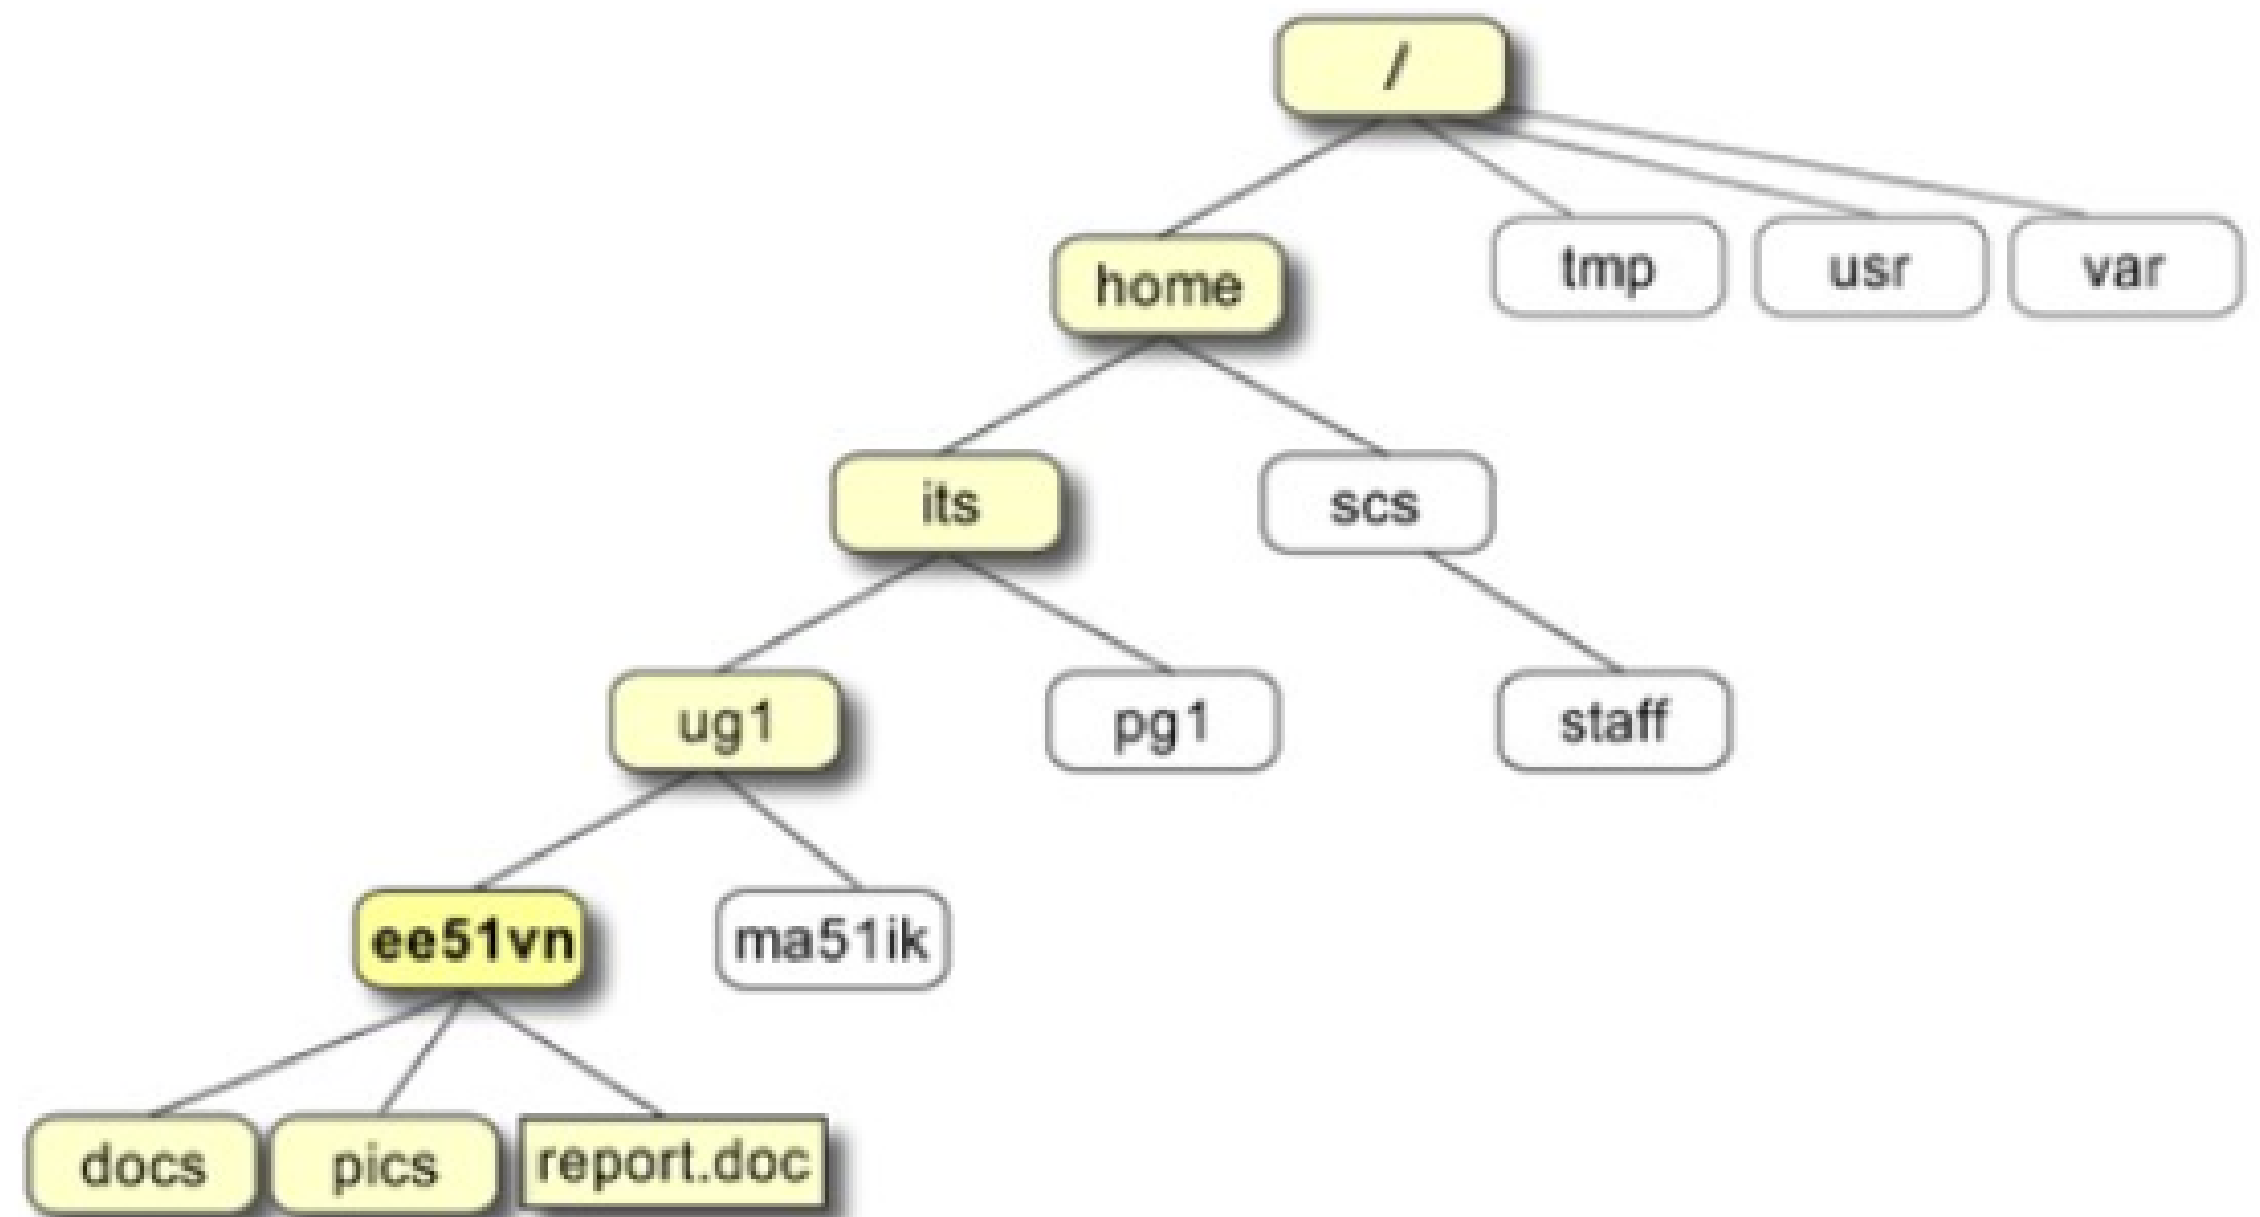 /
home
tmp
usr
var
its
scs
ug1
pg1
staff
ee51vn
ma51ik
docs
pics
report.doc